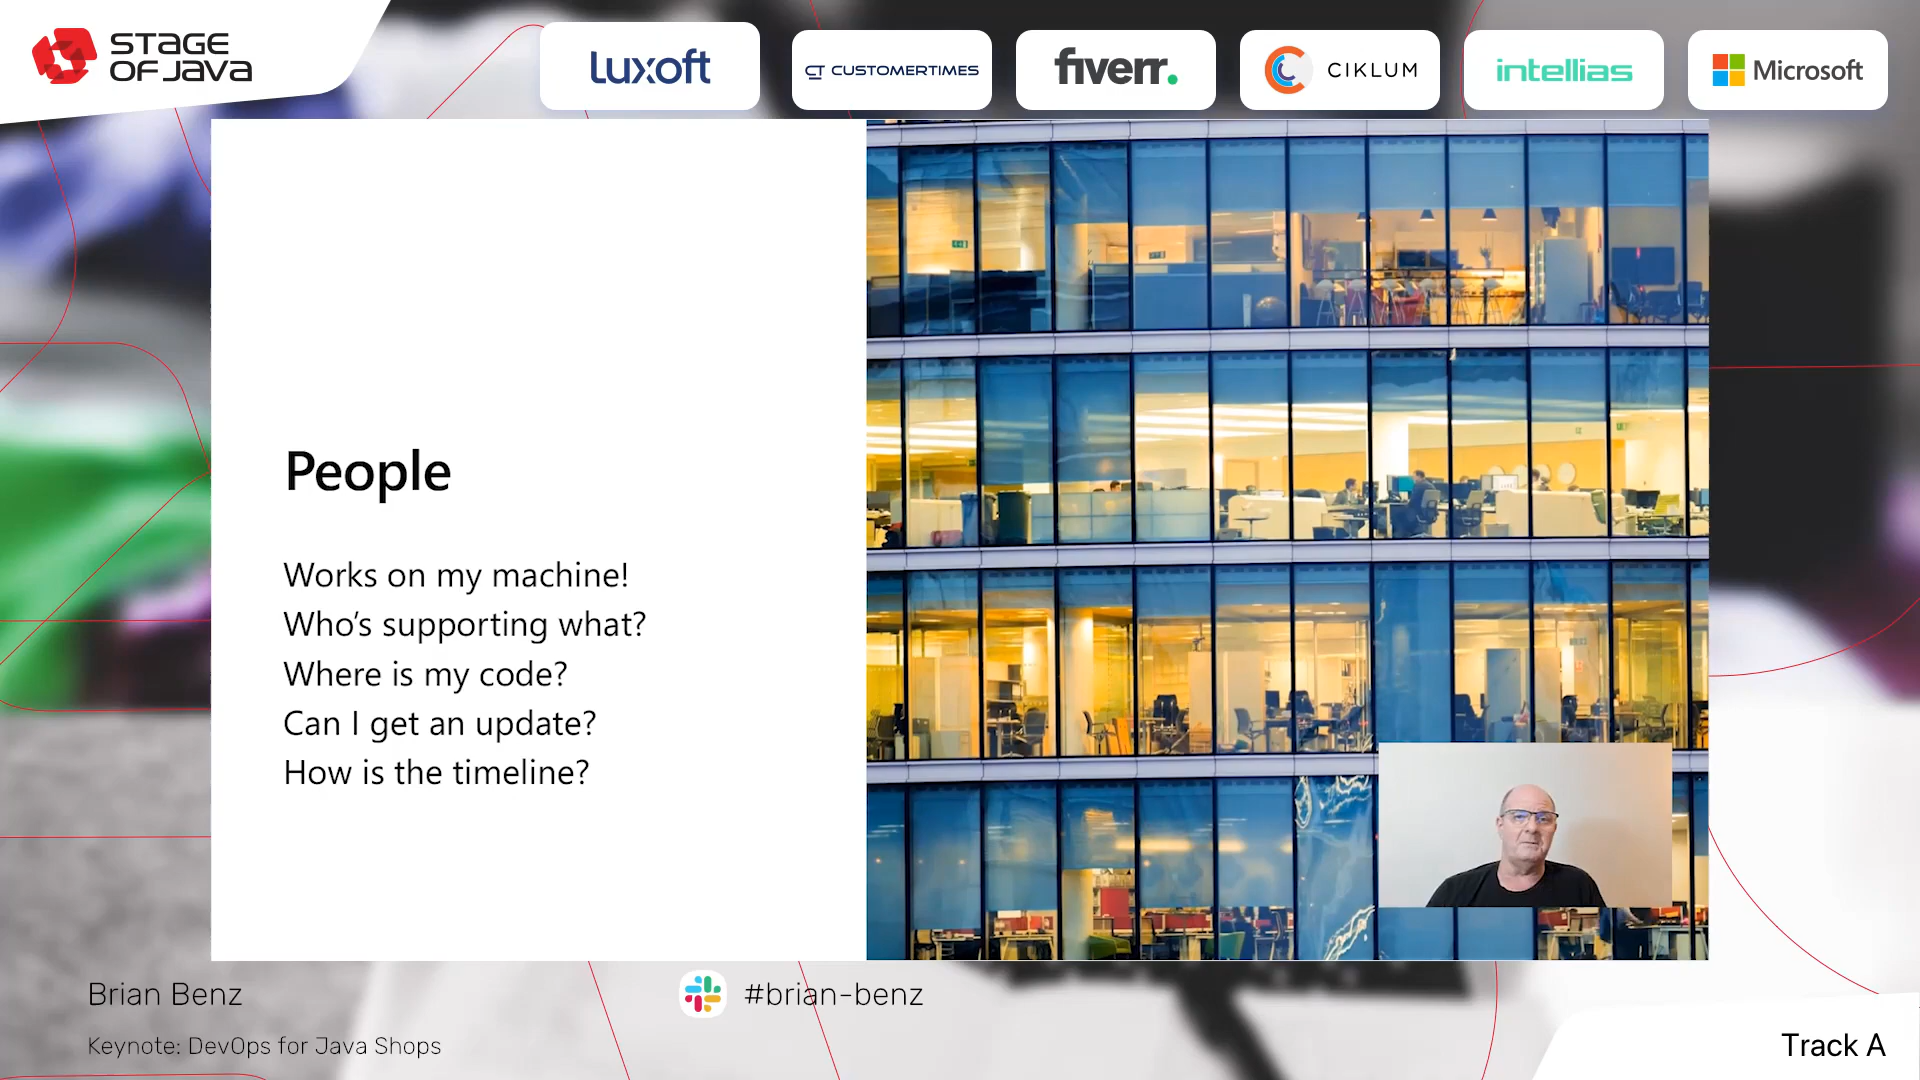 STAGE
OF JAVA
luxoft
CT CUSTOMERTIMES
fiverr.
CIKLUM
intellias
Microsoft
People
Works on my machine!
Who’s supporting what?
Where is my code?
Can I get an update?
How is the timeline?
Brian Benz
#brian-benz
Keynote: DevOps for Java Shops
Track A